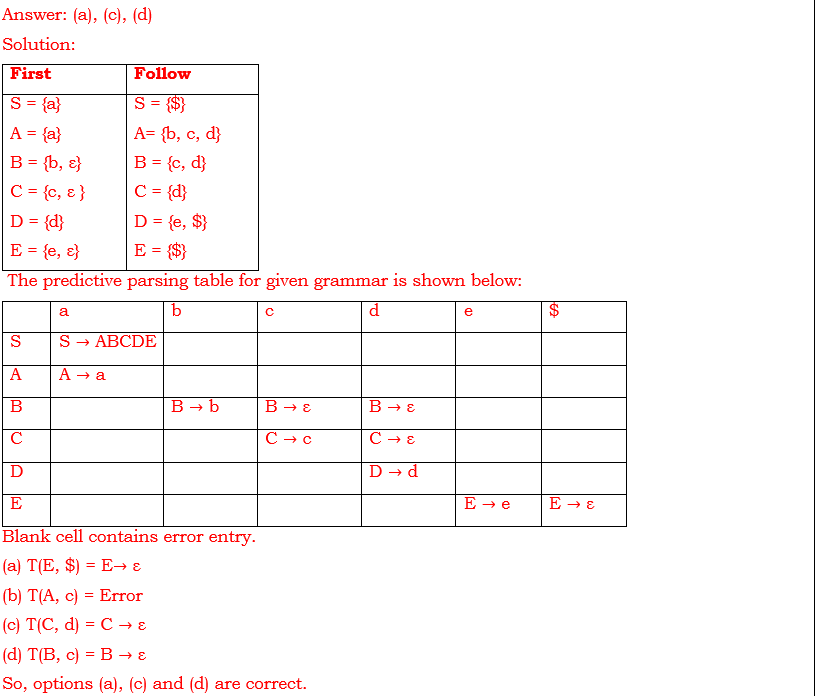 Answer: (a), (c), (d)
Solution:
First Follow
S = {a} S = {$}
A = {a} A= {b, c, d}
B = {b, ε} B = {c, d}
C = {c, ε } C = {d}
D = {d} D = {e, $}
E = {e, ε} E = {$}
The predictive parsing table for given grammar is shown below:
a b c d e $
S S → ABCDE
A A → a
B B → b B → ε B → ε
C C → c C → ε
D D → d
E E → e E → ε
Blank cell contains error entry.
(a) T(E, $) = E→ ε
(b) T(A, c) = Error
(c) T(C, d) = C → ε
(d) T(B, c) = B → ε
So, options (a), (c) and (d) are correct.